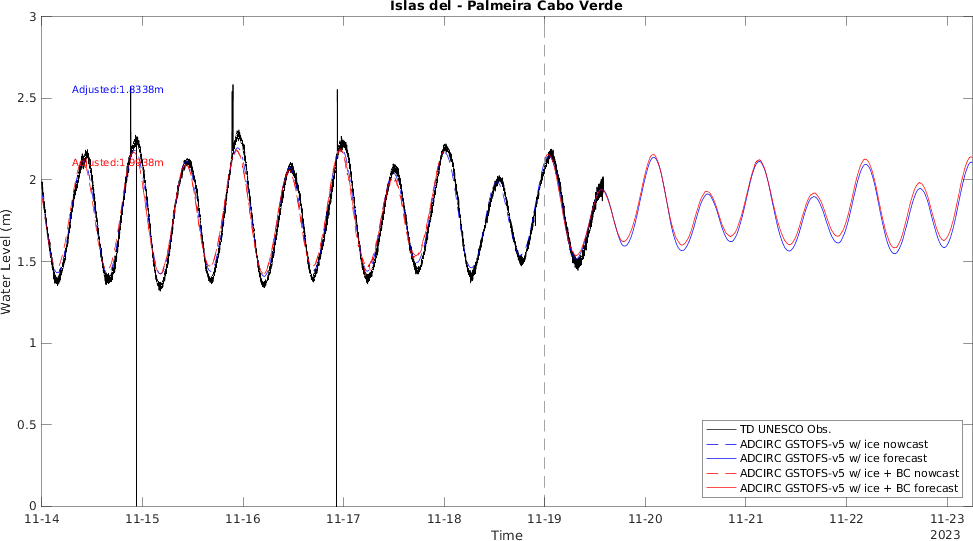 Islas del - Palmeira Cabo Verde
Water Level (m)
3
2.5
2
1.5
1
0.5
0
Adjusted:1.8338m
Adjusted:1.9938m
TD UNESCO Obs.
ADCIRC GSTOFS-v5 w/ ice nowcast
ADCIRC GSTOFS-v5 w/ ice forecast
ADCIRC GSTOFS-v5 w/ ice + BC nowcast
ADCIRC GSTOFS-v5 w/ ice + BC forecast
11-14 11-15 11-16 11-17 11-18 11-19 11-20 11-21 11-22 11-23
Time
2023